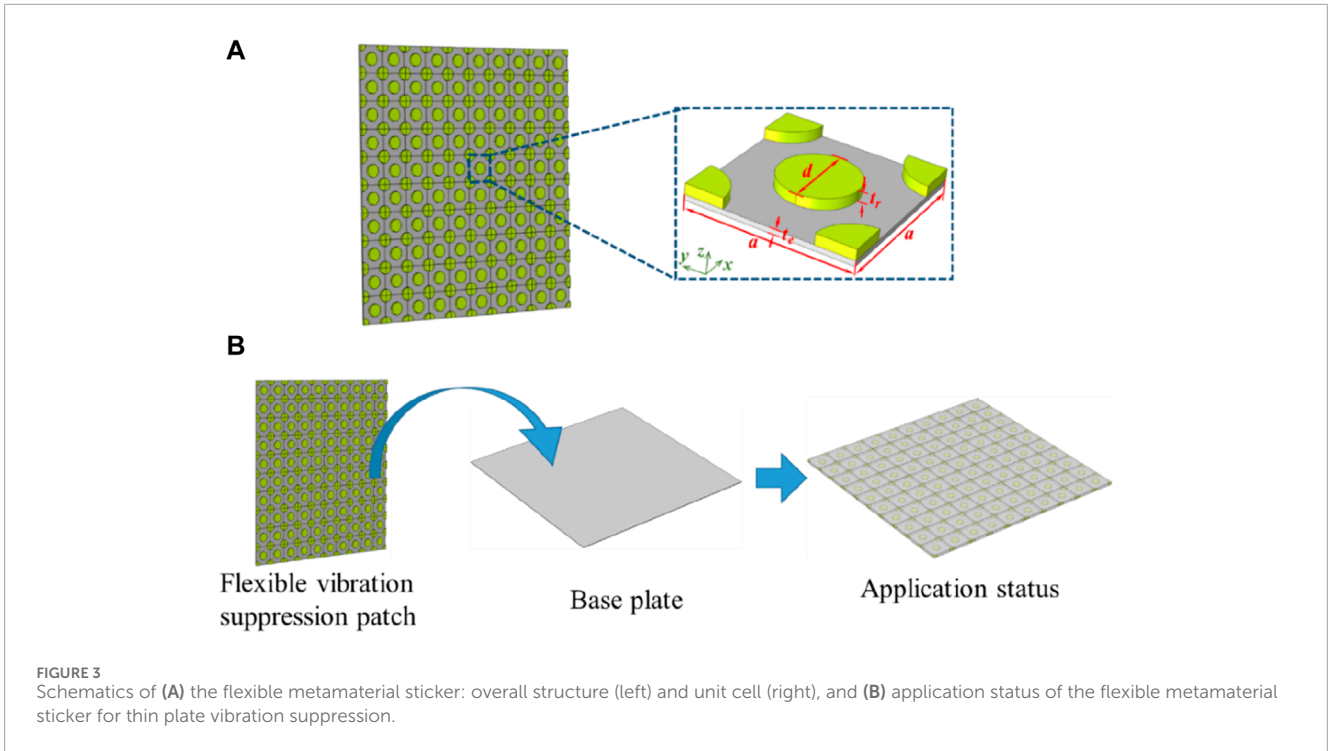 A
d
t_r
t_e
a
a
z
y
x
B
Flexible vibration
suppression patch
Base plate
Application status
FIGURE 3
Schematics of (A) the flexible metamaterial sticker: overall structure (left) and unit cell (right), and (B) application status of the flexible metamaterial
sticker for thin plate vibration suppression.